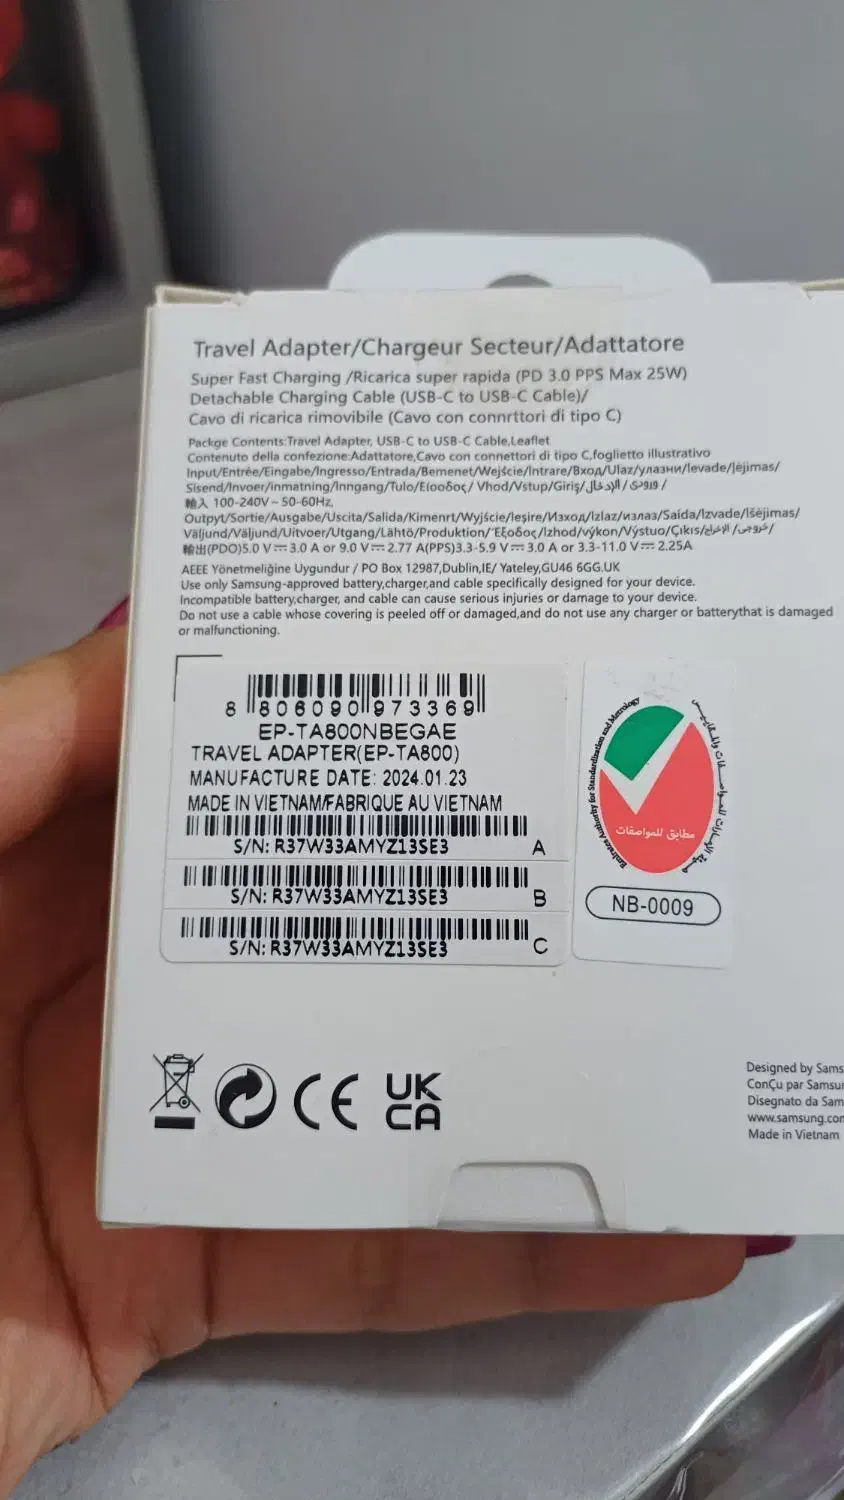 Travel Adapter/Chargeur Secteur/Adattatore
Super Fast Charging /Ricarica super rapida (PD 3.0 PPS Max 25W)
Detachable Charging Cable (USB-C to USB-C Cable)/
Cavo di ricarica rimovibile (Cavo con connrttori di tipo C)
Packge Contents:Travel Adapter, USB-C to USB-C Cable,Leaflet
Contenuto della confezione:Adattatore,Cavo con connettori di tipo C,foglietto illustrativo
Input/Entrée/Eingabe/Ingresso/Entrada/Bemenet/Wejście/Intrare/Вход/Ulaz/улазни/Ievade/Įėjimas/
Sisend/Invoer/inmatning/Inngang/Tulo/Είοοδος/ Vhod/Vstup/Giriş/الإدخال/ ورودی /
輸入 100-240V ~ 50-60Hz,
Outpyt/Sortie/Ausgabe/Uscita/Salida/Kimenrt/Wyjście/Ieşire/Изход/Izlaz/излаз/Saída/Izvade/Išėjimas/
Väljund/Väljund/Uitvoer/Utgang/Lähtö/Produktion/Έξοδος/Izhod/výkon/Výstuo/Çıkıs/الإخراج/ خروجی/
輸出(PDO)5.0 V⎓3.0 A or 9.0 V⎓2.77 A(PPS)3.3-5.9 V⎓3.0 A or 3.3-11.0 V⎓2.25A
AEEE Yönetmeliğine Uygundur / PO Box 12987,Dublin,IE/ Yateley,GU46 6GG.UK
Use only Samsung-approved battery,charger,and cable specifically designed for your device.
Incompatible battery,charger, and cable can cause serious injuries or damage to your device.
Do not use a cable whose covering is peeled off or damaged,and do not use any charger or batterythat is damaged
or malfunctioning.
8 806090 973369
EP-TA800NBEGAE
TRAVEL ADAPTER(EP-TA800)
MANUFACTURE DATE: 2024.01.23
MADE IN VIETNAM/FABRIQUE AU VIETNAM
S/N: R37W33AMYZ13SE3 A
S/N: R37W33AMYZ13SE3 B
S/N: R37W33AMYZ13SE3 C
Emirates Authority for Standardization and Metrology
هيئة الإمارات للمواصفات والمقاييس
مطابق للمواصفات
NB-0009
CE
UK
CA
Designed by Sams
ConÇu par Samsu
Disegnato da Sam
www.samsung.co
Made in Vietnam